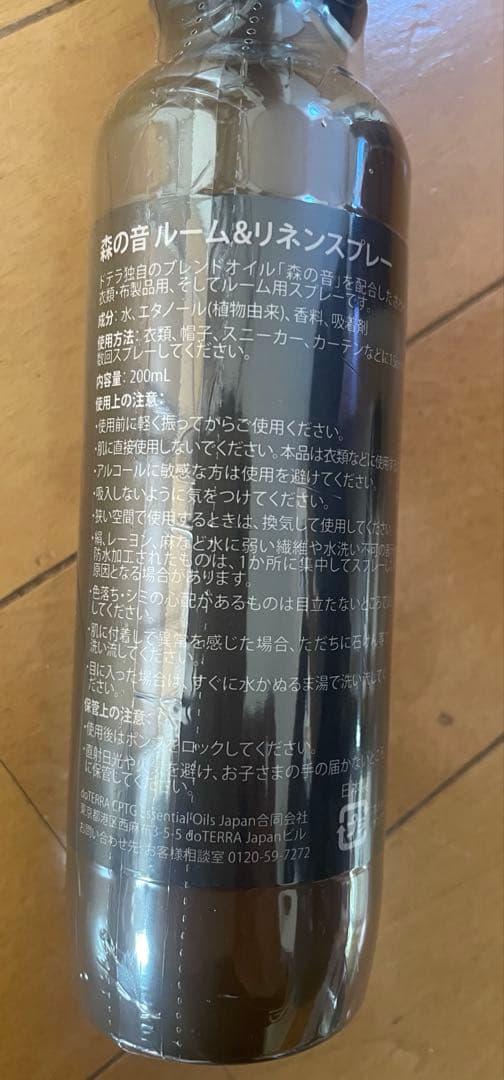 森の音 ルーム&リネンスプレー
ドテラ独自のブレンドオイル「森の音」を配合した
衣類・布製品用、そしてルーム用スプレーです。
成分: 水、エタノール(植物由来)、香料、吸着剤
使用方法: 衣類、帽子、スニーカー、カーテンなどに15
数回スプレーしてください。
内容量: 200mL
使用上の注意:
・使用前に軽く振ってからご使用ください。
・肌に直接使用しないでください。本品は衣類などに使用する
・アルコールに敏感な方は使用を避けてください。
・吸入しないように気をつけてください。
・狭い空間で使用するときは、換気して使用してください
・絹、レーヨン、麻など水に弱い繊維や水洗い不可の
防水加工されたものは、1か所に集中してスプレーし
原因となる場合があります。
・色落ち・シミの心配があるものは目立たないところで
してください。
・肌に付着して異常を感じた場合、ただちに石けん等で
洗い流してください。
・目に入った場合は、すぐに水かぬるま湯で洗い流してく
ださい。
保管上の注意:
・使用後はポンプをロックしてください。
・直射日光や を避け、お子さまの手の届かないところ
に保管してください。
doTERRA CPTG Essential Oils Japan合同会社
東京都港区西麻布3-5-5 doTERRA Japanビル
お問い合わせ先: お客様相談室 0120-59-7272
日本